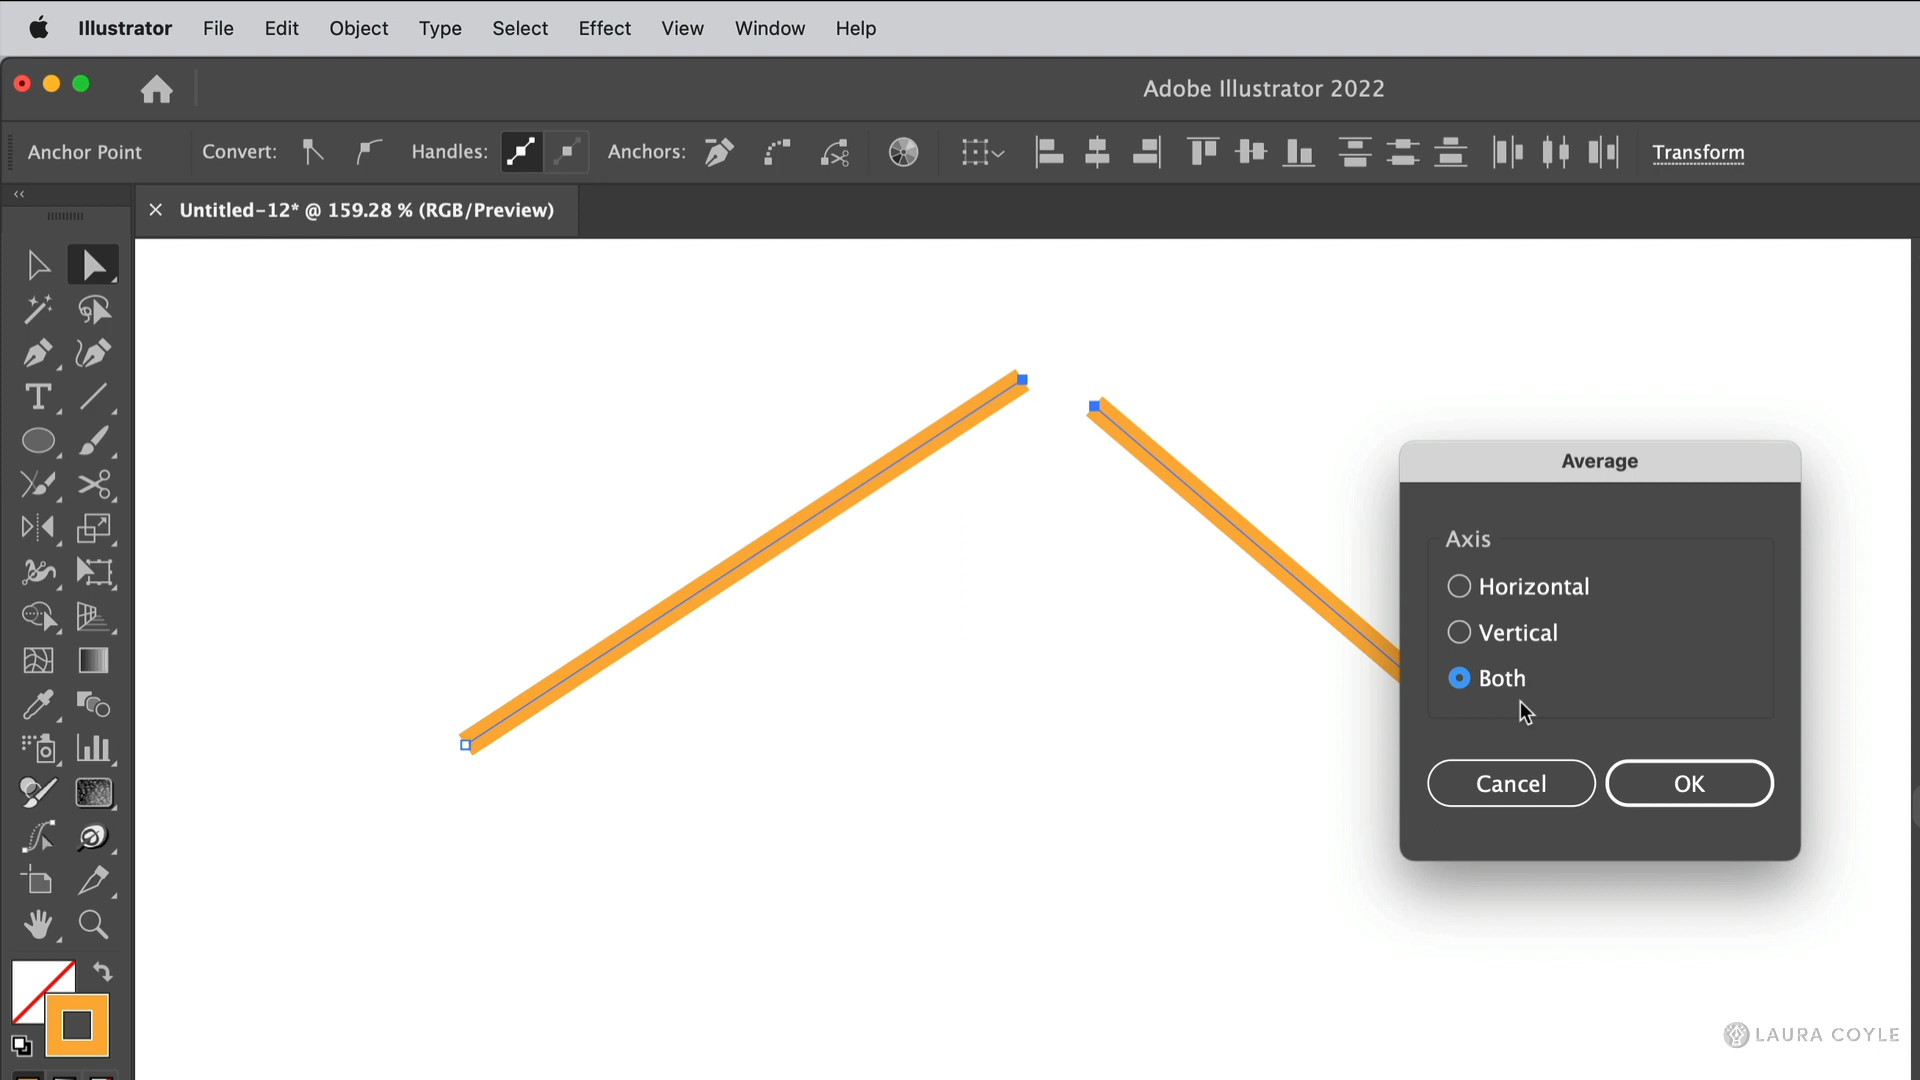 Illustrator File Edit Object Type Select Effect View Window Help
Adobe Illustrator 2022
Anchor Point Convert: Handles: Anchors: Transform
Untitled-12* @ 159.28 % (RGB/Preview)
Average
Axis
Horizontal
Vertical
Both
Cancel OK
LAURA COYLE